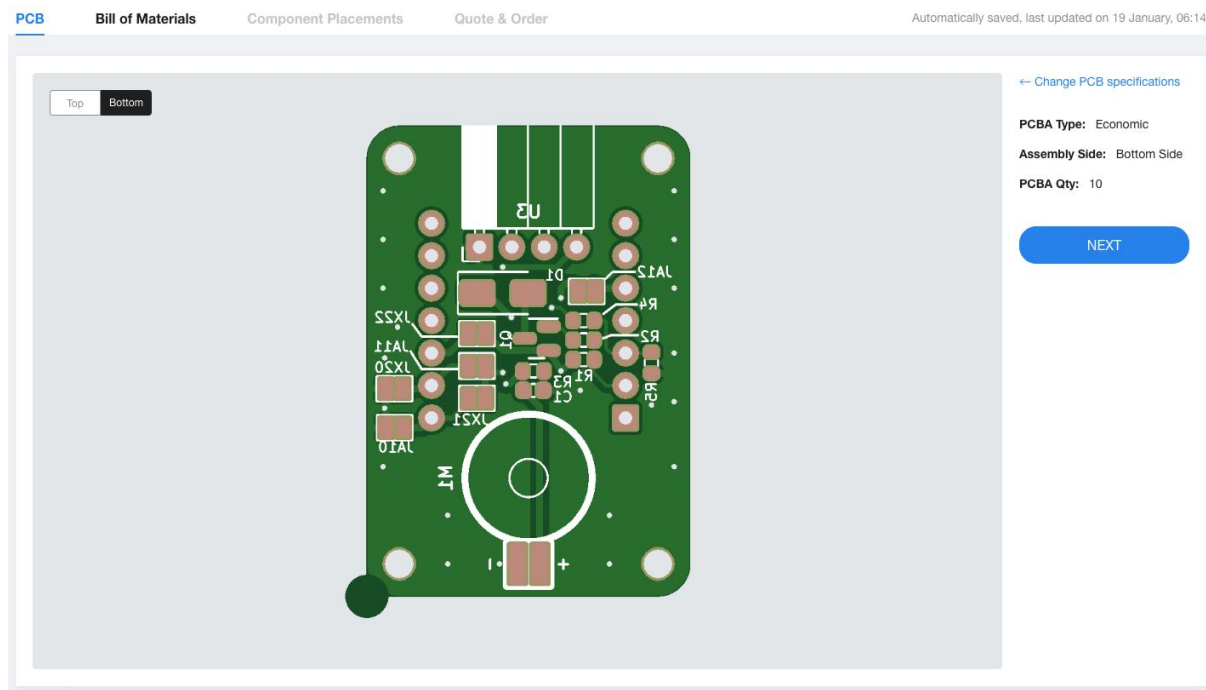 PCB Bill of Materials Component Placements Quote & Order Automatically saved, last updated on 19 January, 06:14
Top Bottom
← Change PCB specifications
PCBA Type: Economic
Assembly Side: Bottom Side
PCBA Qty: 10
NEXT
U3
D1
JA12
R4
JX22
Q1
R2
JA11
JX20
R3
R1
C1
R5
JX21
JA10
M1
- +